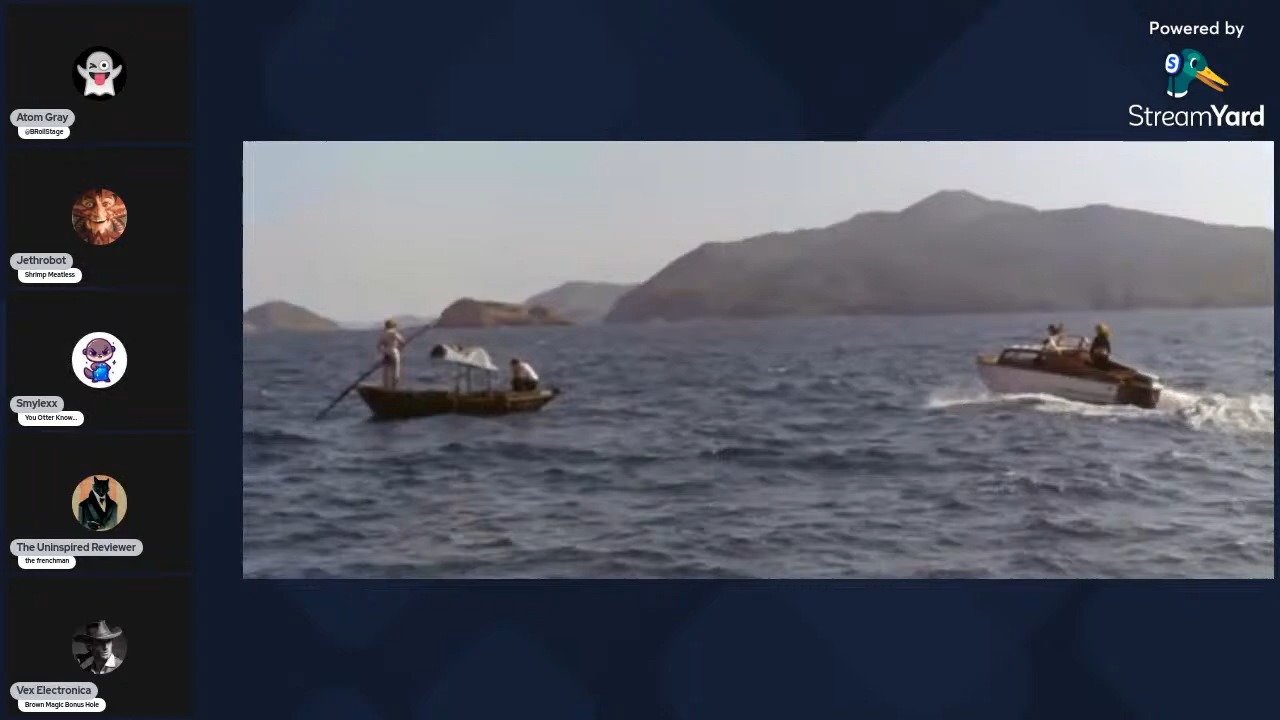 Powered by
S
StreamYard
Atom Gray
@BRollStage
Jethrobot
Shrimp Meatless
Smylexx
You Otter Know...
The Uninspired Reviewer
the frenchman
Vex Electronica
Brown Magic Bonus Hole